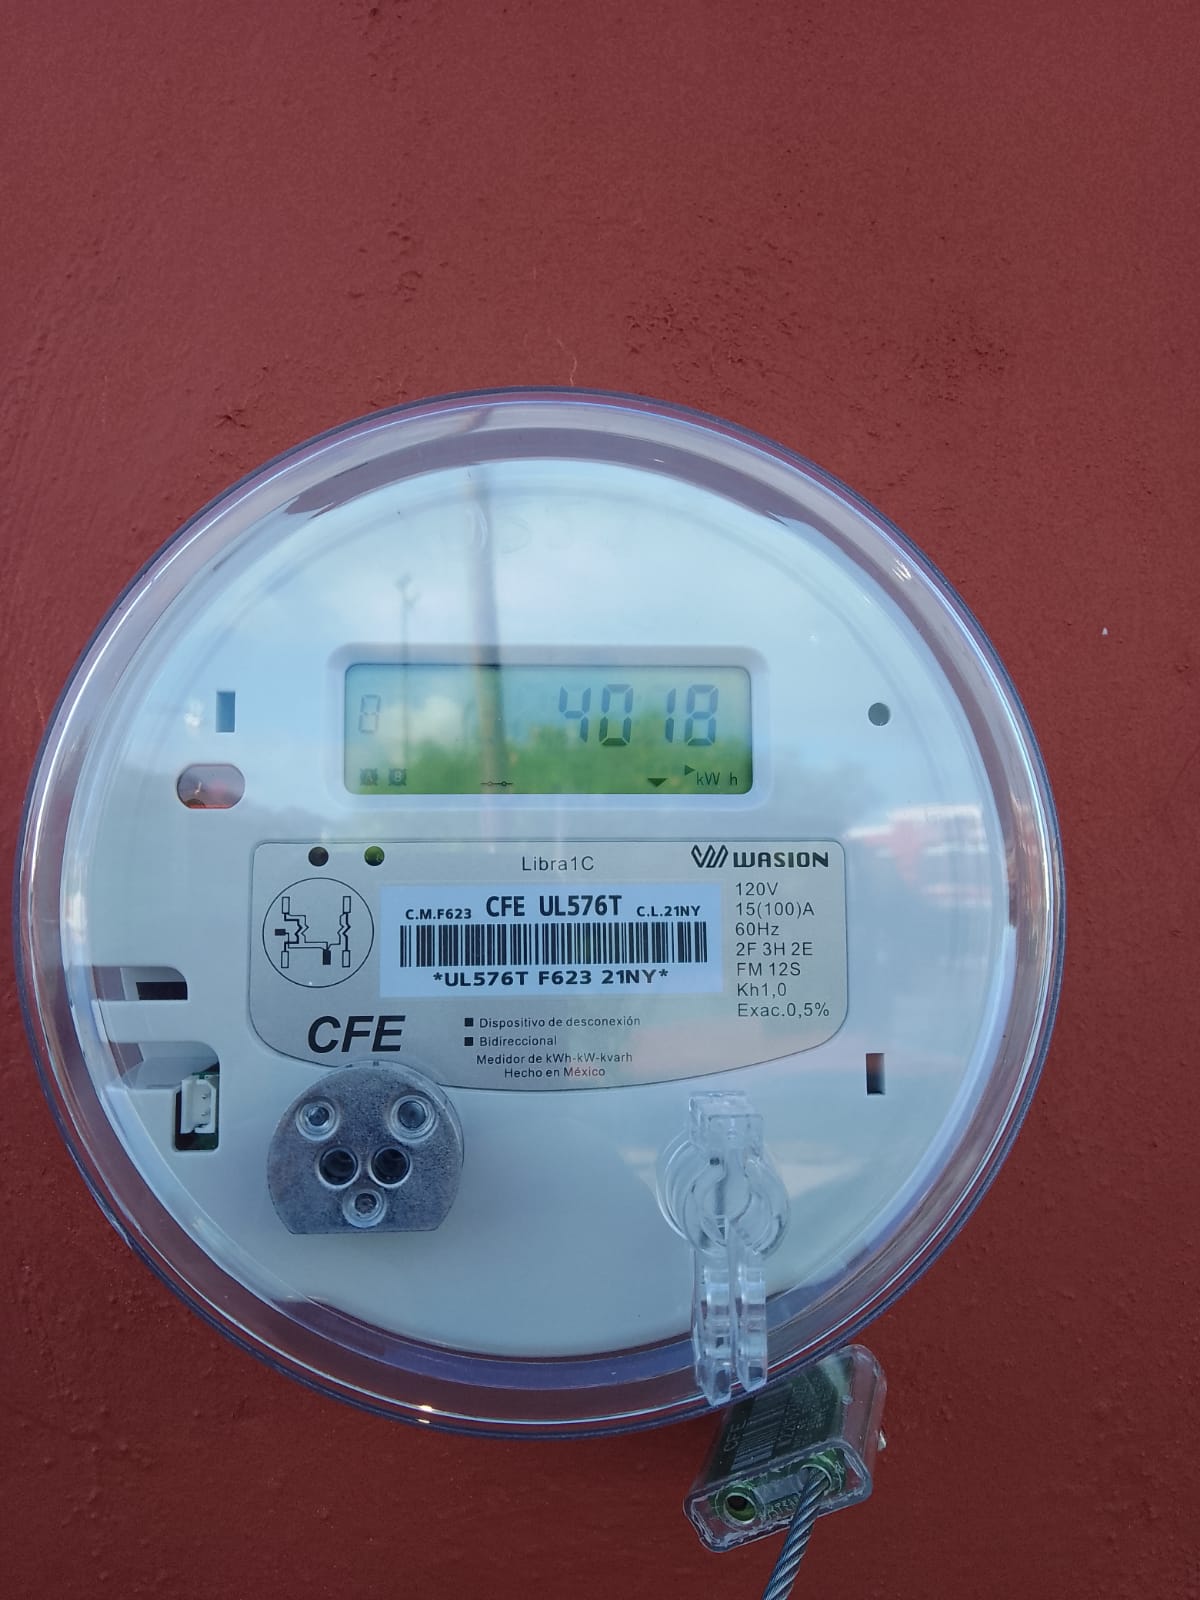 8 4018
A B kW h
Libra1C WASION
C.M.F623 CFE UL576T C.L.21NY
*UL576T F623 21NY*
120V
15(100)A
60Hz
2F 3H 2E
FM 12S
Kh1,0
Exac.0,5%
CFE
Dispositivo de desconexión
Bidireccional
Medidor de kWh-kW-kvarh
Hecho en México
CFE